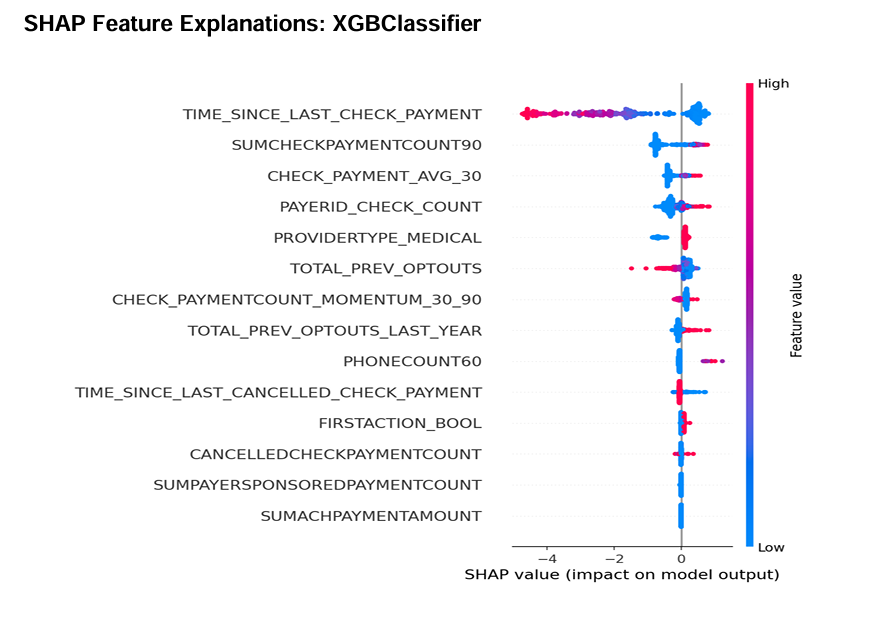 SHAP Feature Explanations: XGBClassifier
High
TIME_SINCE_LAST_CHECK_PAYMENT
SUMCHECKPAYMENTCOUNT90
CHECK_PAYMENT_AVG_30
PAYERID_CHECK_COUNT
PROVIDERTYPE_MEDICAL
TOTAL_PREV_OPTOUTS
CHECK_PAYMENTCOUNT_MOMENTUM_30_90
TOTAL_PREV_OPTOUTS_LAST_YEAR
PHONECOUNT60
TIME_SINCE_LAST_CANCELLED_CHECK_PAYMENT
FIRSTACTION_BOOL
CANCELLEDCHECKPAYMENTCOUNT
SUMPAYERSPONSOREDPAYMENTCOUNT
SUMACHPAYMENTAMOUNT
Feature value
Low
−4 −2 0
SHAP value (impact on model output)